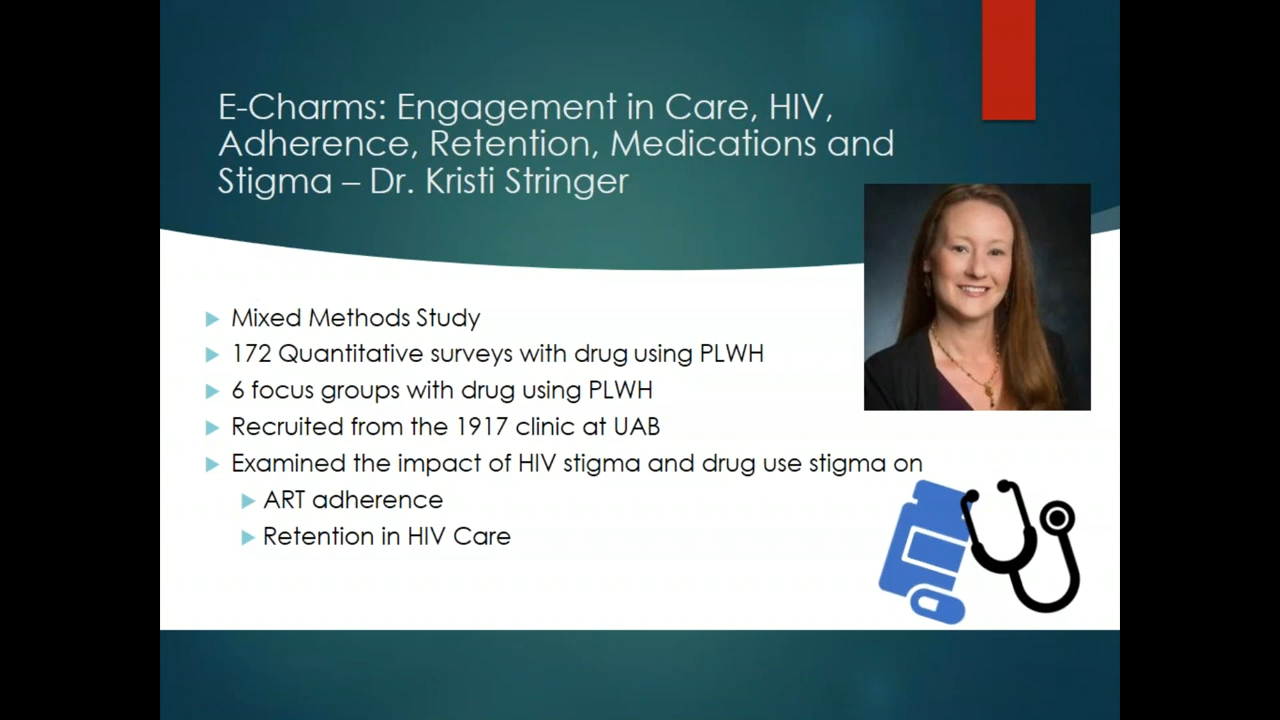 E-Charms: Engagement in Care, HIV,
Adherence, Retention, Medications and
Stigma – Dr. Kristi Stringer
Mixed Methods Study
172 Quantitative surveys with drug using PLWH
6 focus groups with drug using PLWH
Recruited from the 1917 clinic at UAB
Examined the impact of HIV stigma and drug use stigma on
ART adherence
Retention in HIV Care